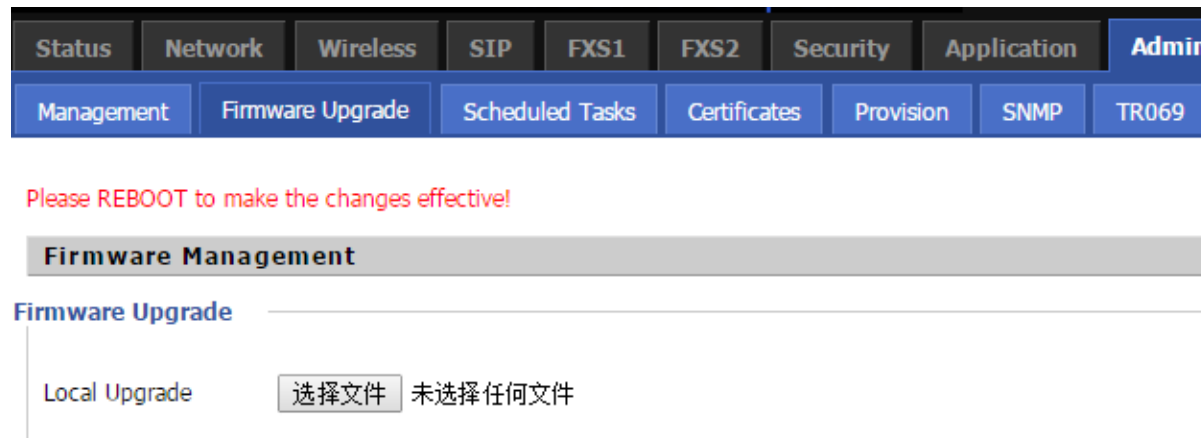 Status Network Wireless SIP FXS1 FXS2 Security Application Admin
Management Firmware Upgrade Scheduled Tasks Certificates Provision SNMP TR069
Please REBOOT to make the changes effective!
Firmware Management
Firmware Upgrade
Local Upgrade 选择文件 未选择任何文件